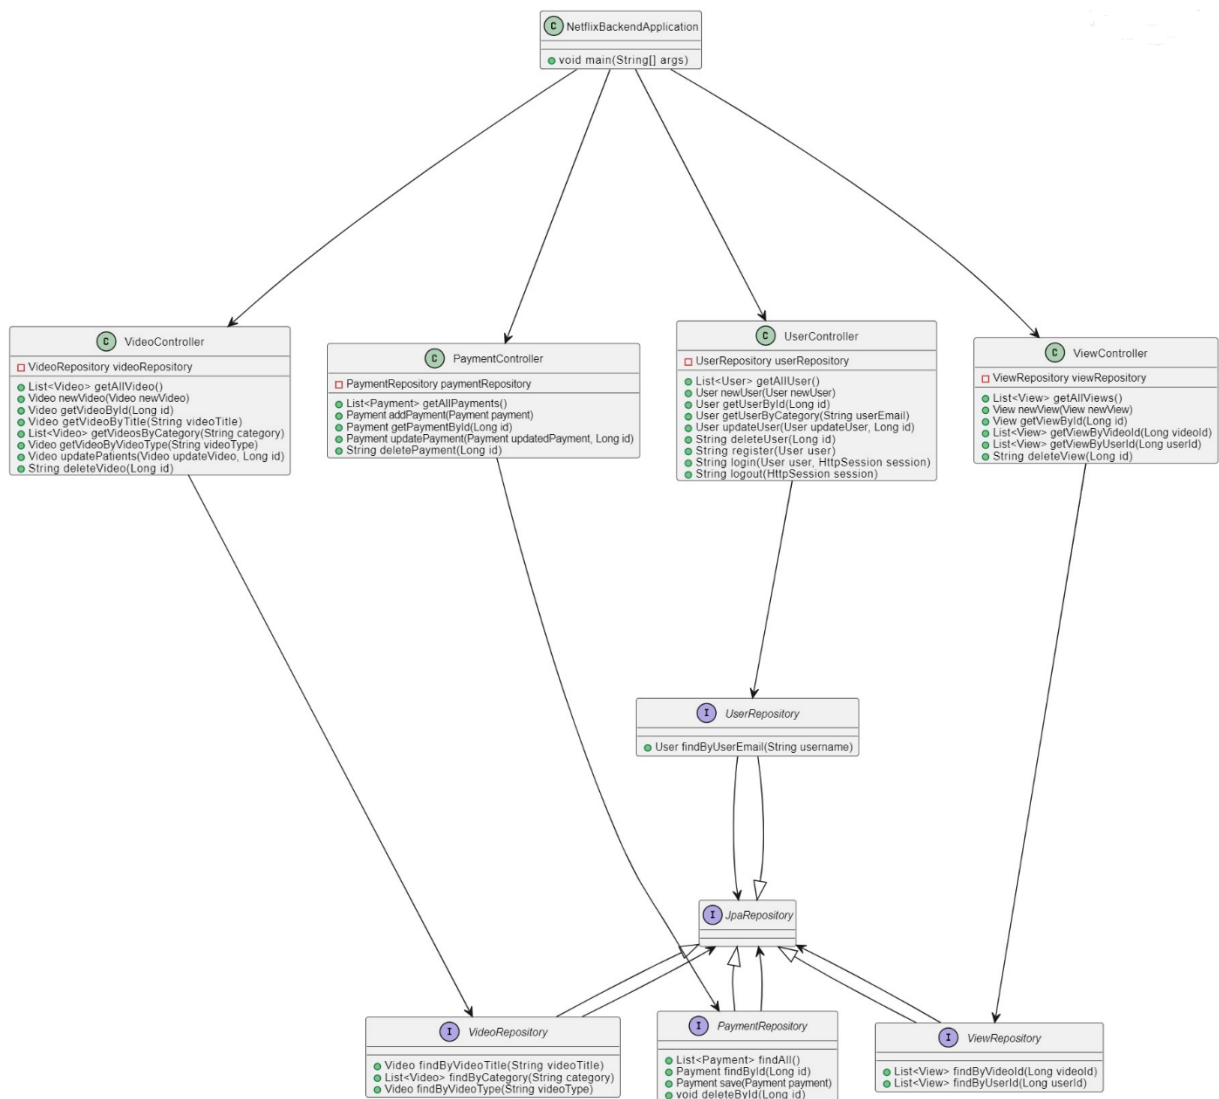 C NetflixBackendApplication
void main(String[] args)
C VideoController
VideoRepository videoRepository
List<Video> getAllVideo()
Video newVideo(Video newVideo)
Video getVideoById(Long id)
Video getVideoByTitle(String videoTitle)
List<Video> getVideosByCategory(String category)
Video getVideoByVideoType(String videoType)
Video updatePatients(Video updateVideo, Long id)
String deleteVideo(Long id)
C PaymentController
PaymentRepository paymentRepository
List<Payment> getAllPayments()
Payment addPayment(Payment payment)
Payment getPaymentById(Long id)
Payment updatePayment(Payment updatedPayment, Long id)
String deletePayment(Long id)
C UserController
UserRepository userRepository
List<User> getAllUser()
User newUser(User newUser)
User getUserById(Long id)
User getUserByCategory(String userEmail)
User updateUser(User updateUser, Long id)
String deleteUser(Long id)
String register(User user)
String login(User user, HttpSession session)
String logout(HttpSession session)
C ViewController
ViewRepository viewRepository
List<View> getAllViews()
View newView(View newView)
View getViewById(Long id)
List<View> getViewByVideoId(Long videoId)
List<View> getViewByUserId(Long userId)
String deleteView(Long id)
I UserRepository
User findByUserEmail(String username)
I JpaRepository
I VideoRepository
Video findByVideoTitle(String videoTitle)
List<Video> findByCategory(String category)
Video findByVideoType(String videoType)
I PaymentRepository
List<Payment> findAll()
Payment findById(Long id)
Payment save(Payment payment)
void deleteById(Long id)
I ViewRepository
List<View> findByVideoId(Long videoId)
List<View> findByUserId(Long userId)